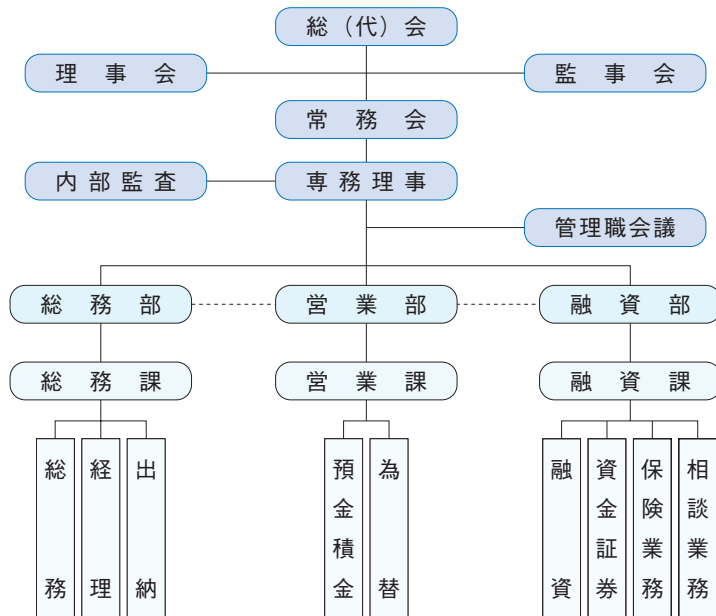 総（代）会
理事会
監事会
常務会
内部監査
専務理事
管理職会議
総務部
営業部
融資部
総務課
営業課
融資課
総務
経理
出納
預金積金
為替
融資
資金証券
保険業務
相談業務